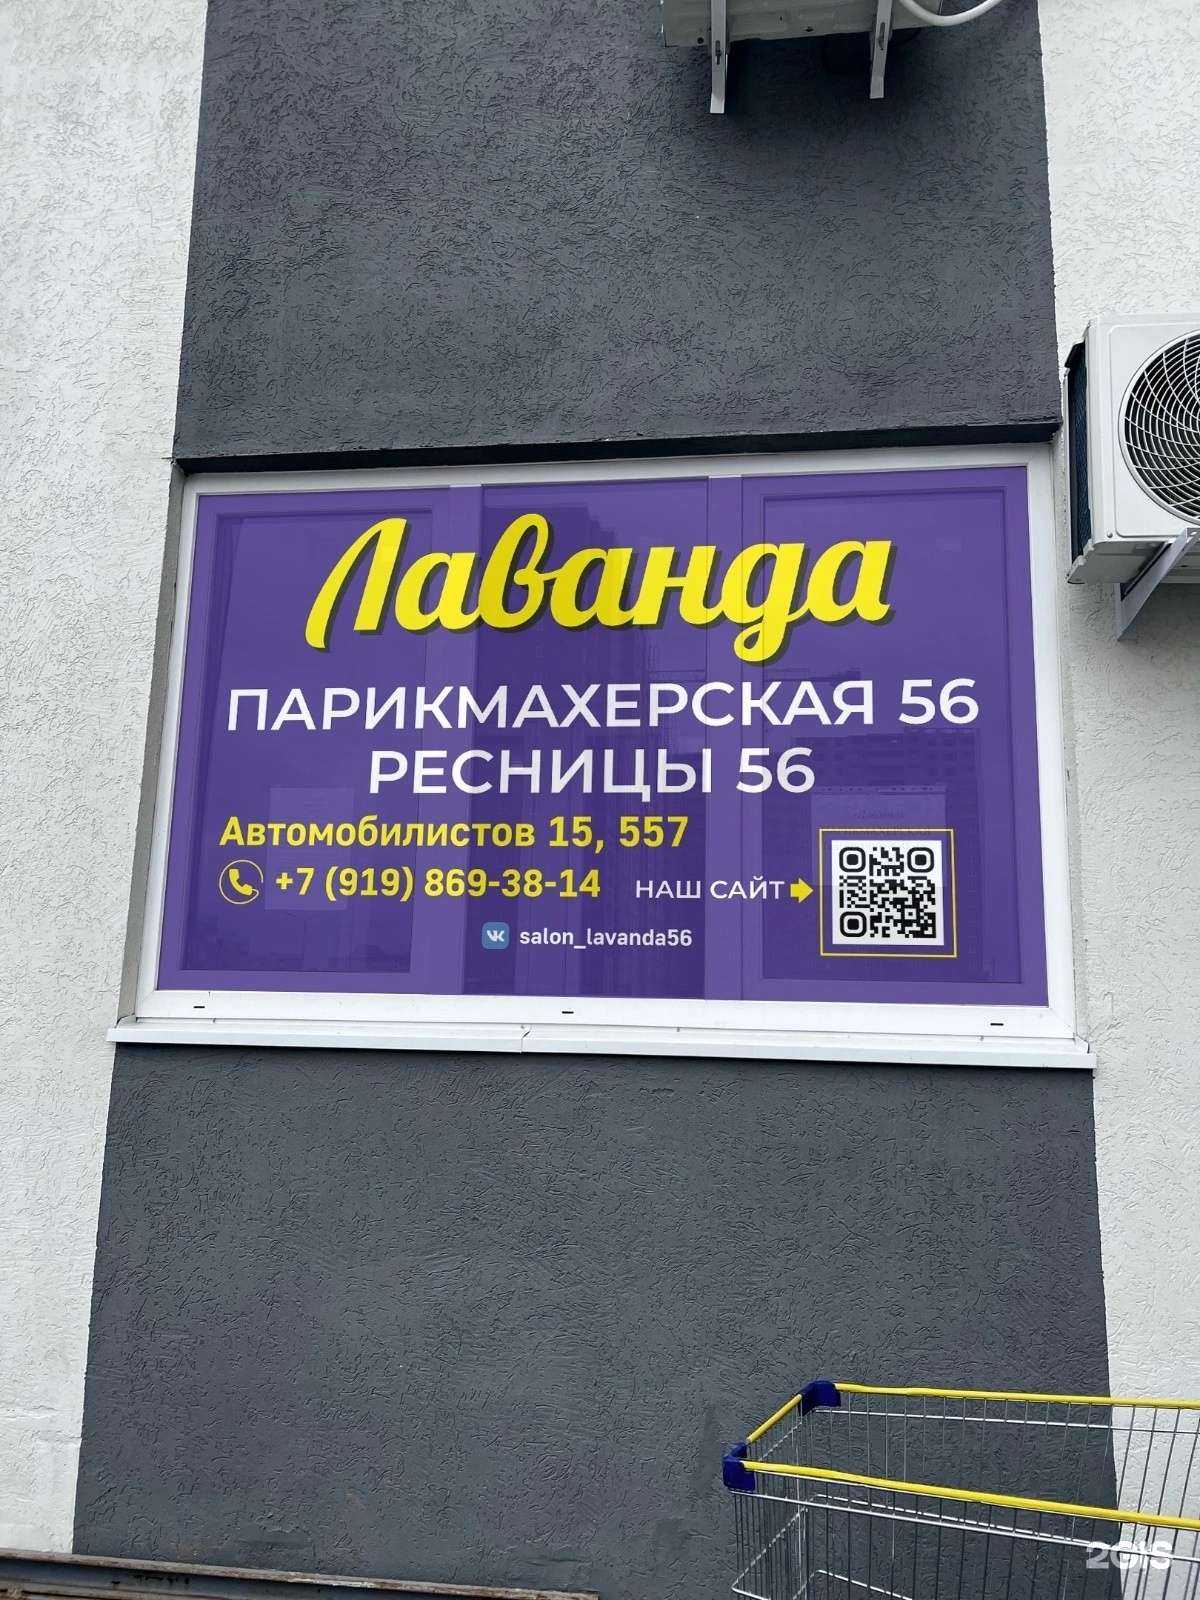 Лаванда
ПАРИКМАХЕРСКАЯ 56
РЕСНИЦЫ 56
Автомобилистов 15, 557
+7 (919) 869-38-14
НАШ САЙТ
salon_lavanda56
2GIS